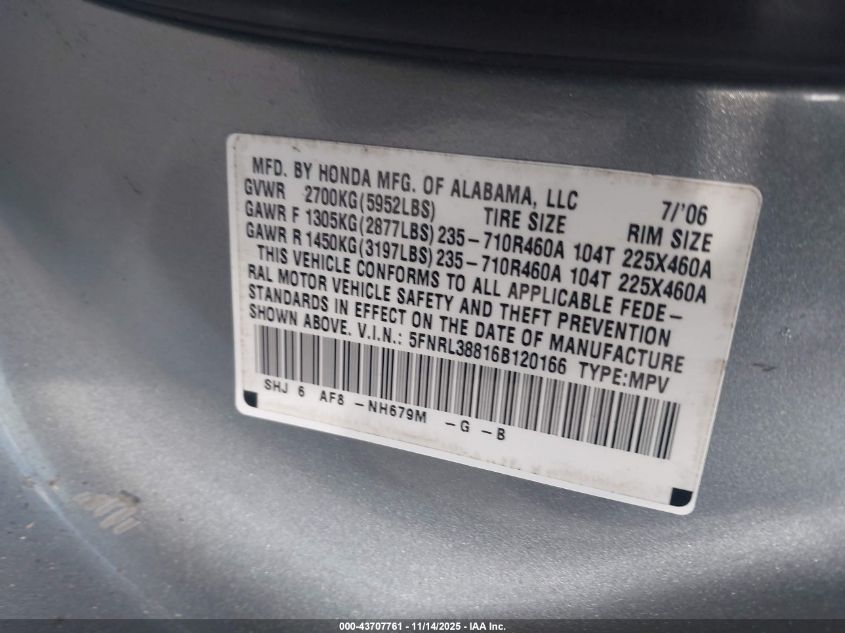 MFD. BY HONDA MFG. OF ALABAMA, LLC 7/'06
GVWR 2700KG(5952LBS) TIRE SIZE RIM SIZE
GAWR F 1305KG(2877LBS) 235-710R460A 104T 225X460A
GAWR R 1450KG(3197LBS) 235-710R460A 104T 225X460A
THIS VEHICLE CONFORMS TO ALL APPLICABLE FEDE-
RAL MOTOR VEHICLE SAFETY AND THEFT PREVENTION
STANDARDS IN EFFECT ON THE DATE OF MANUFACTURE
SHOWN ABOVE. V.I.N.: 5FNRL38816B120166 TYPE:MPV
SHJ 6 AF8 -NH679M -G -B
000-43707761 | 11/14/2025 - IAA Inc.